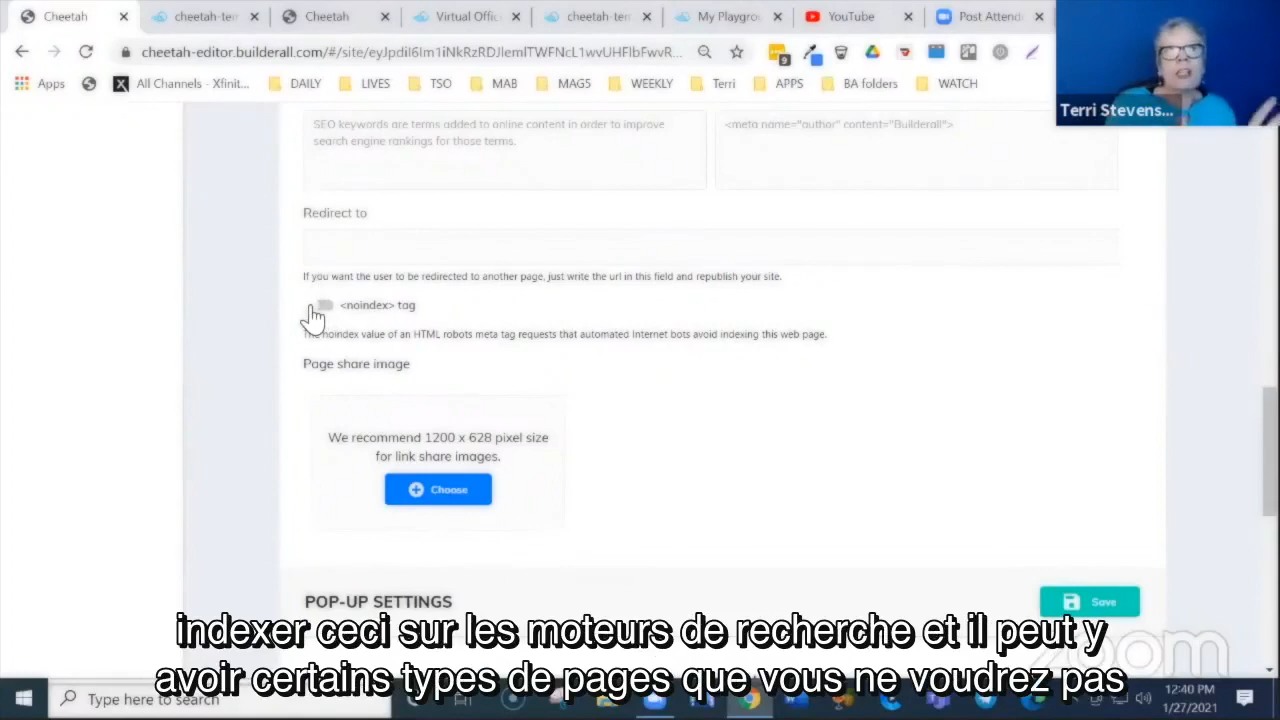 Cheetah
cheetah-ter
Cheetah
Virtual Offic
cheetah-ter
My Playgrou
YouTube
Post Attend
cheetah-editor.builderall.com/#/site/
9
Apps
All Channels - Xfinit...
DAILY
LIVES
TSO
MAB
MAG5
WEEKLY
Terri
APPS
BA folders
WATCH
Terri Stevens...
SEO keywords are terms added to online content in order to improve
search engine rankings for those terms.
<meta name="author" content="Builderall">
Redirect to
If you want the user to be redirected to another page, just write the url in this field and republish your site.
<noindex> tag
noindex value of an HTML robots meta tag requests that automated Internet bots avoid indexing this web page.
Page share image
We recommend 1200 x 628 pixel size
for link share images.
Choose
POP-UP SETTINGS
Save
indexer ceci sur les moteurs de recherche et il peut y
avoir certains types de pages que vous ne voudrez pas
zoom
Type here to search
12:40 PM
1/27/2021